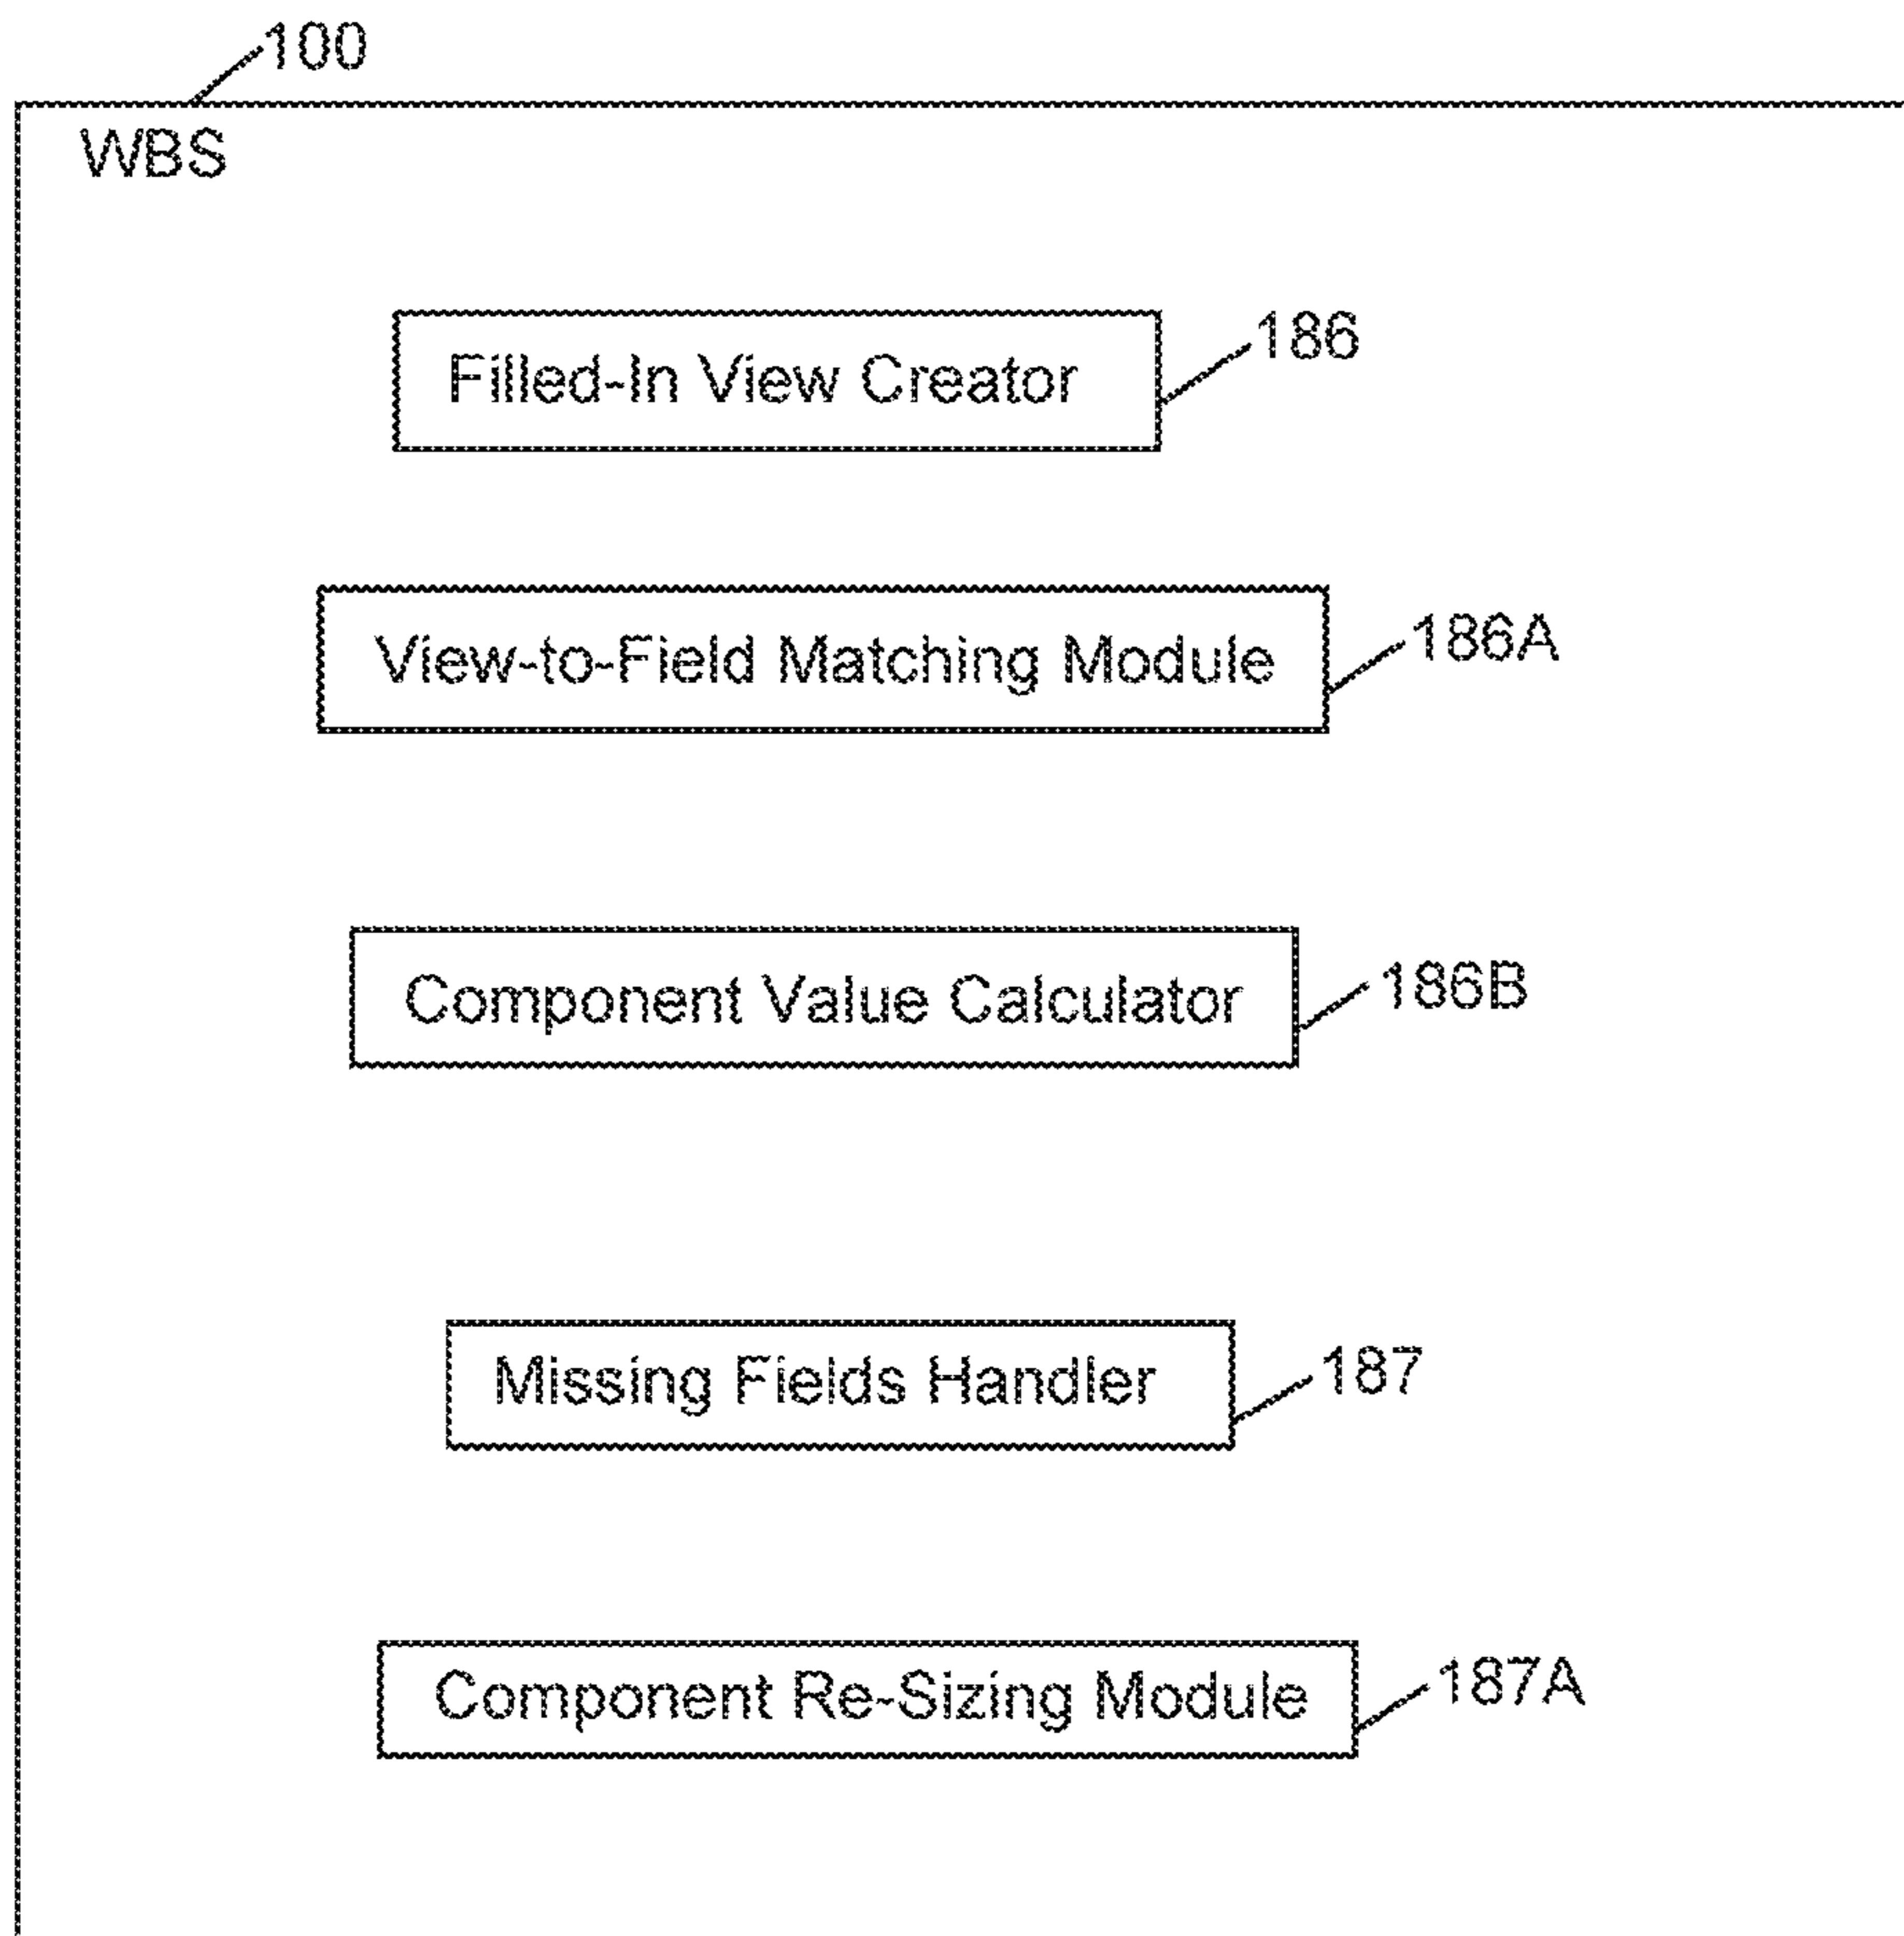 100
WBS
Filled-In View Creator
186
View-to-Field Matching Module
186A
Component Value Calculator
186B
Missing Fields Handler
187
Component Re-Sizing Module
187A